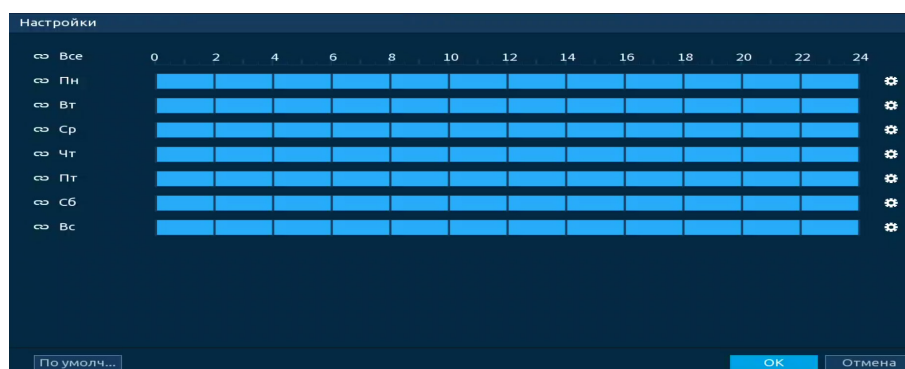 Настройки
Все 0 2 4 6 8 10 12 14 16 18 20 22 24
Пн
Вт
Ср
Чт
Пт
Сб
Вс
По умолч... OK Отмена